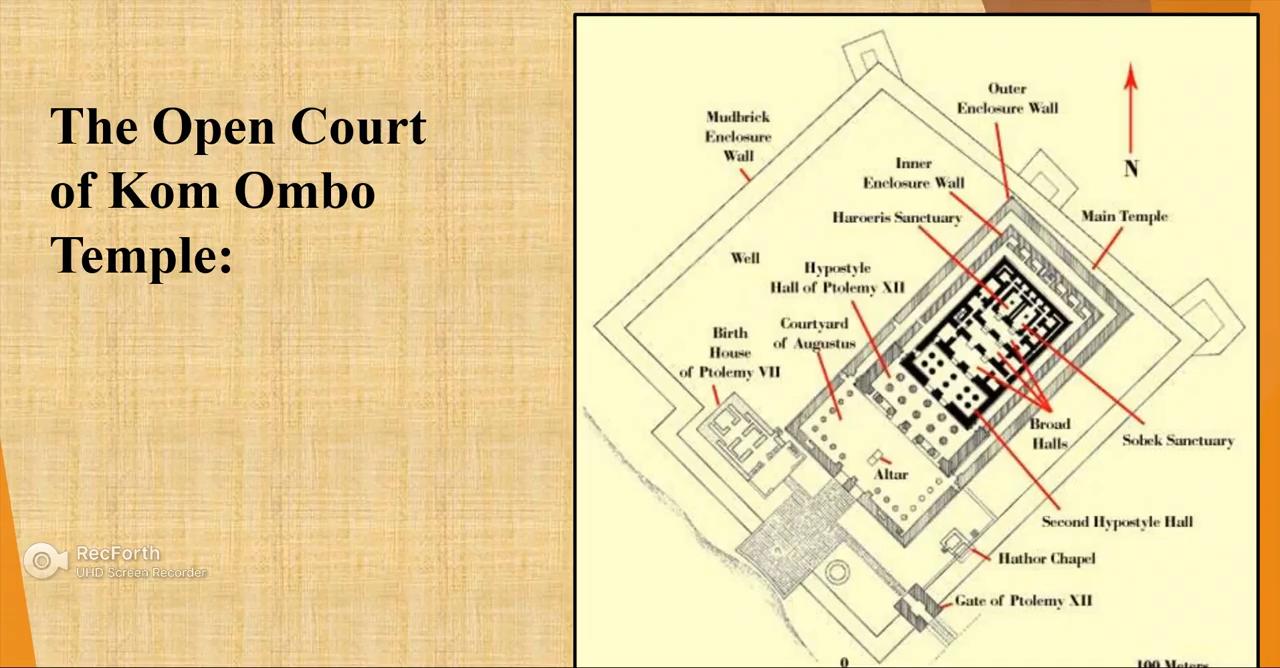 The Open Court
of Kom Ombo
Temple:
RecForth
UHD Screen Recorder
Mudbrick
Enclosure
Wall
Outer
Enclosure Wall
N
Inner
Enclosure Wall
Haroeris Sanctuary
Main Temple
Well
Hypostyle
Hall of Ptolemy XII
Courtyard
of Augustus
Birth
House
of Ptolemy VII
Broad
Halls
Sobek Sanctuary
Altar
Second Hypostyle Hall
Hathor Chapel
Gate of Ptolemy XII
0
100 Meters